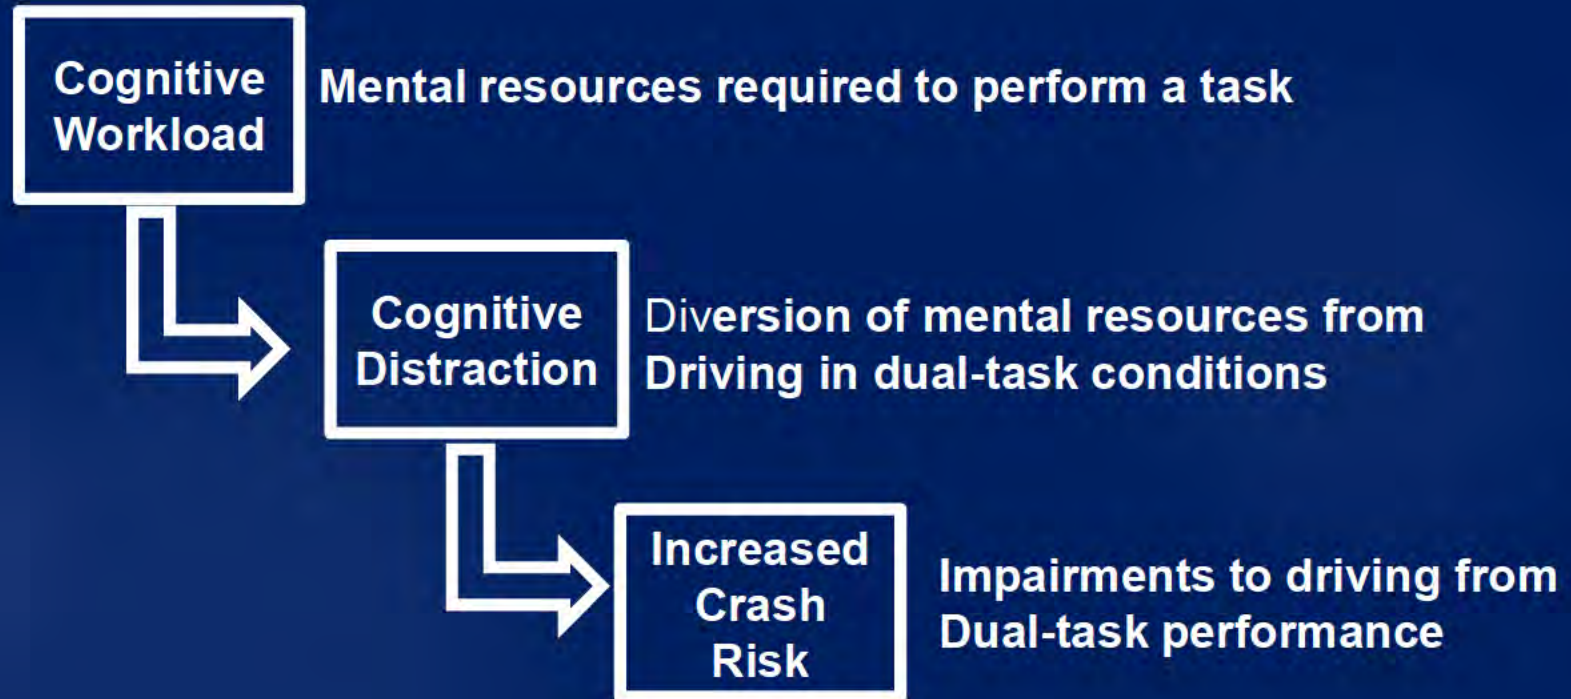 Cognitive
Workload
Mental resources required to perform a task
Cognitive
Distraction
Diversion of mental resources from
Driving in dual-task conditions
Increased
Crash
Risk
Impairments to driving from
Dual-task performance